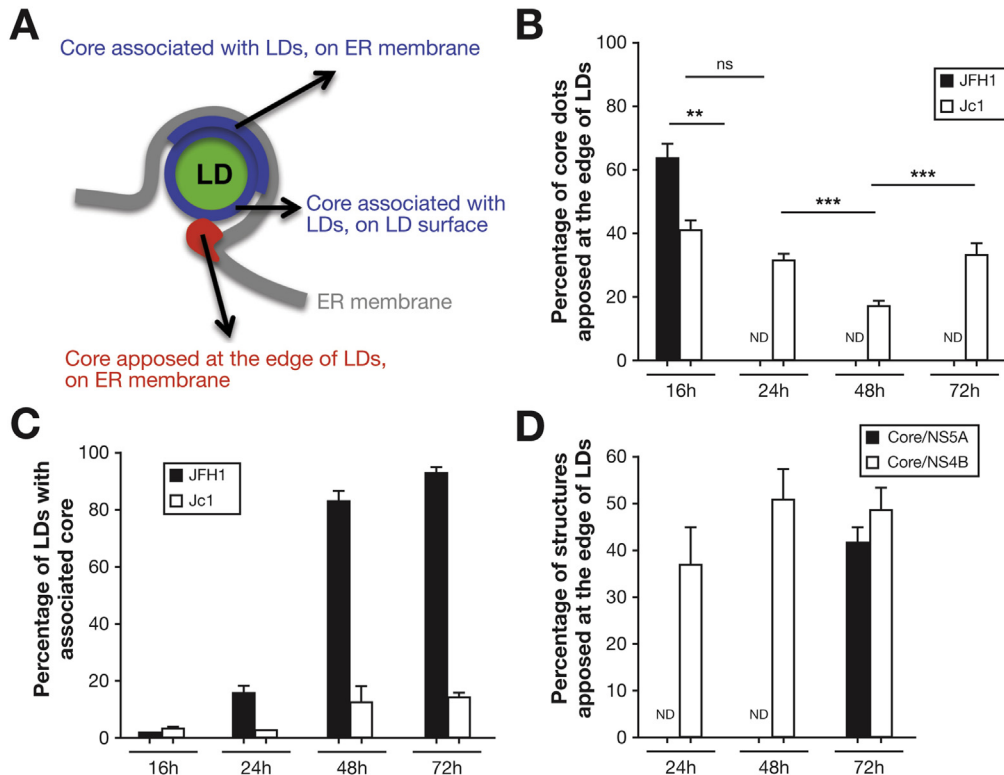 A
Core associated with LDs, on ER membrane
LD
Core associated with
LDs, on LD surface
ER membrane
Core apposed at the edge of LDs,
on ER membrane
B
Percentage of core dots
apposed at the edge of LDs
100
80
60
40
20
0
JFH1
Jc1
ns
**
***
***
ND
ND
ND
16h
24h
48h
72h
C
Percentage of LDs with
associated core
100
80
60
40
20
0
JFH1
Jc1
16h
24h
48h
72h
D
Percentage of structures
apposed at the edge of LDs
60
50
40
30
20
10
0
Core/NS5A
Core/NS4B
ND
ND
24h
48h
72h